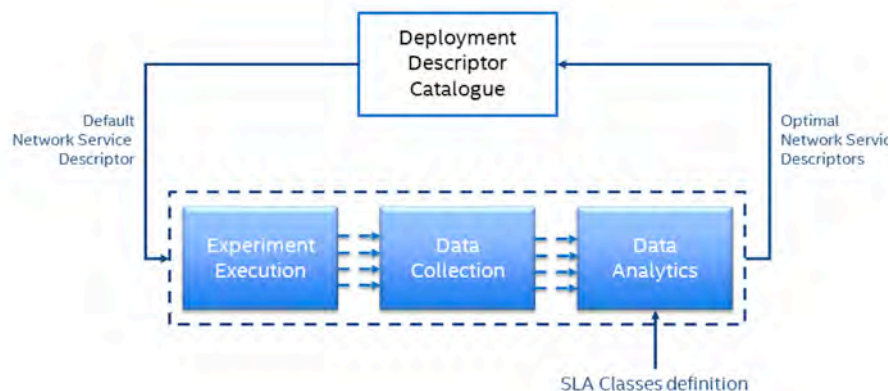 Deployment
Descriptor
Catalogue
Default
Network Service
Descriptor
Optimal
Network Servic
Descriptors
Experiment
Execution
Data
Collection
Data
Analytics
SLA Classes definition